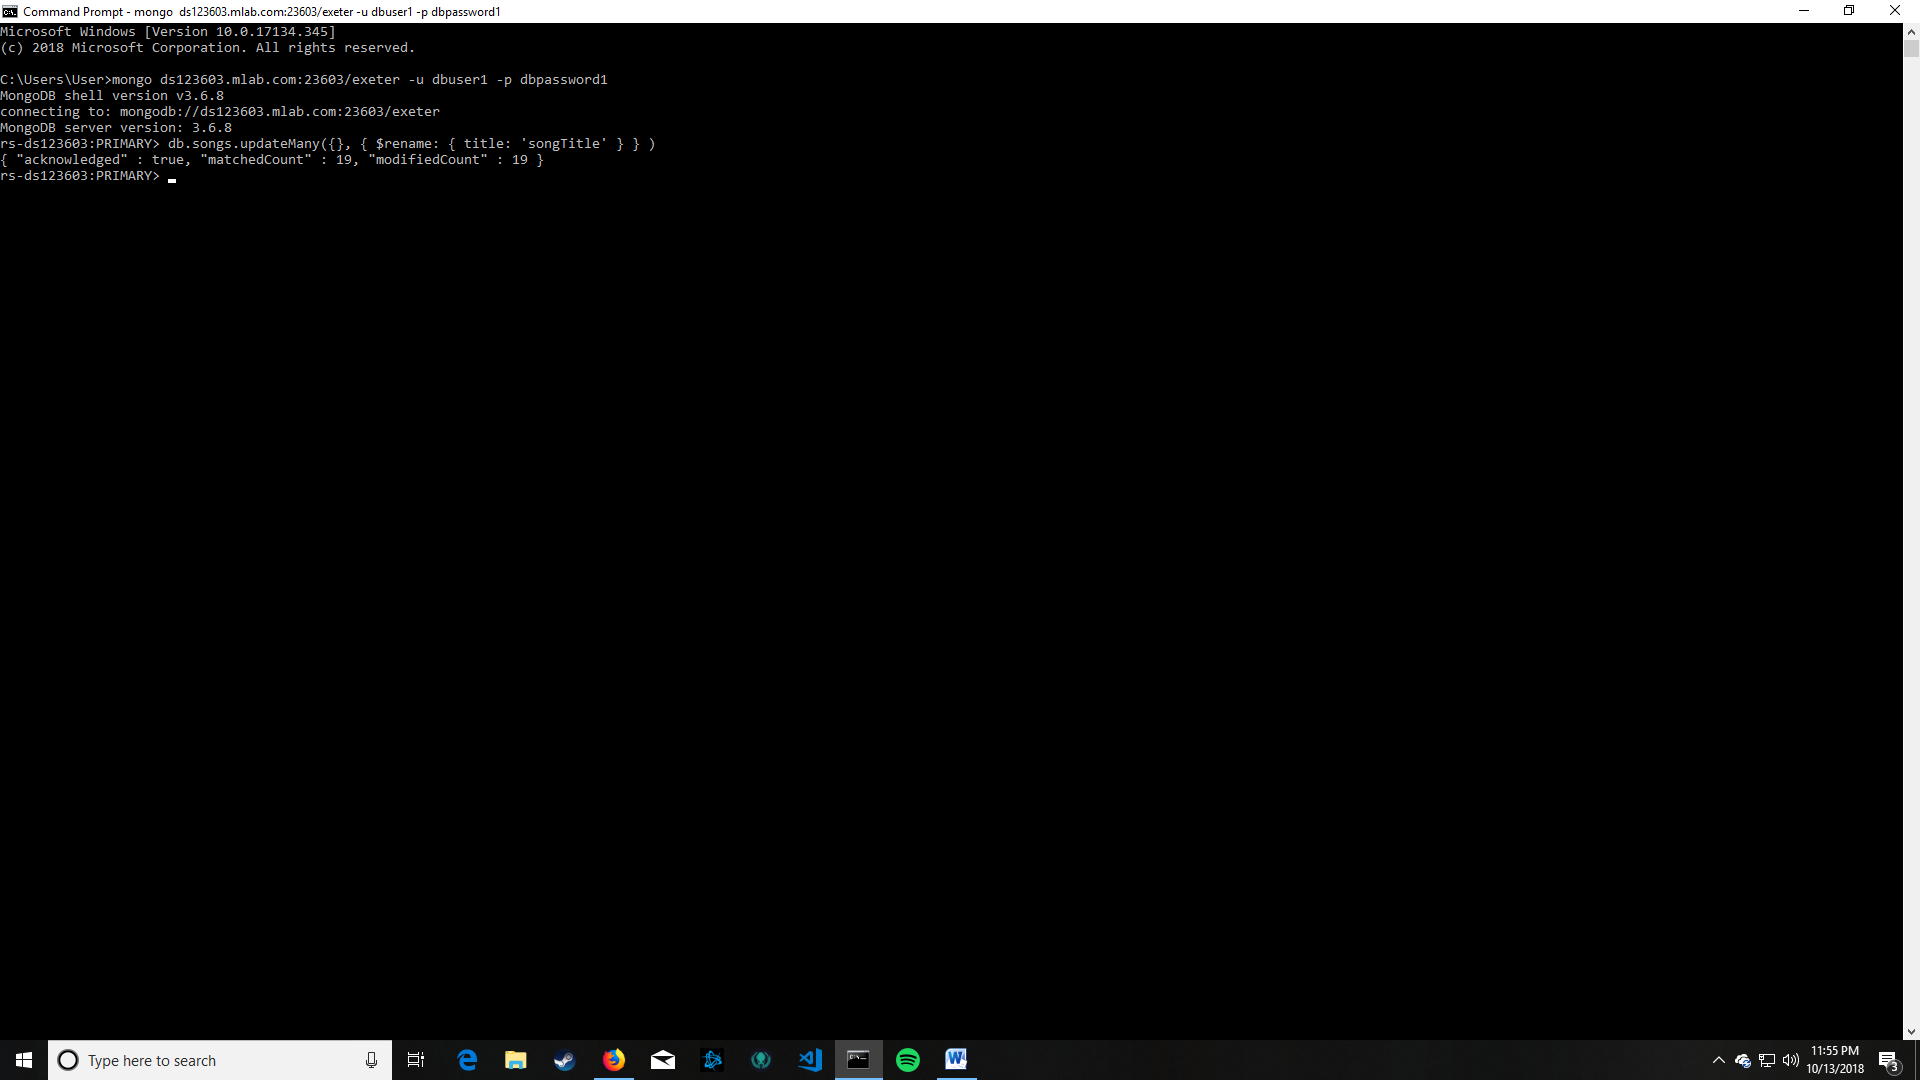 Command Prompt - mongo  ds123603.mlab.com:23603/exeter -u dbuser1 -p dbpassword1
Microsoft Windows [Version 10.0.17134.345]
(c) 2018 Microsoft Corporation. All rights reserved.
C:\Users\User>mongo ds123603.mlab.com:23603/exeter -u dbuser1 -p dbpassword1
MongoDB shell version v3.6.8
connecting to: mongodb://ds123603.mlab.com:23603/exeter
MongoDB server version: 3.6.8
rs-ds123603:PRIMARY> db.songs.updateMany({}, { $rename: { title: 'songTitle' } } )
{ "acknowledged" : true, "matchedCount" : 19, "modifiedCount" : 19 }
rs-ds123603:PRIMARY>
Type here to search
11:55 PM
10/13/2018
3